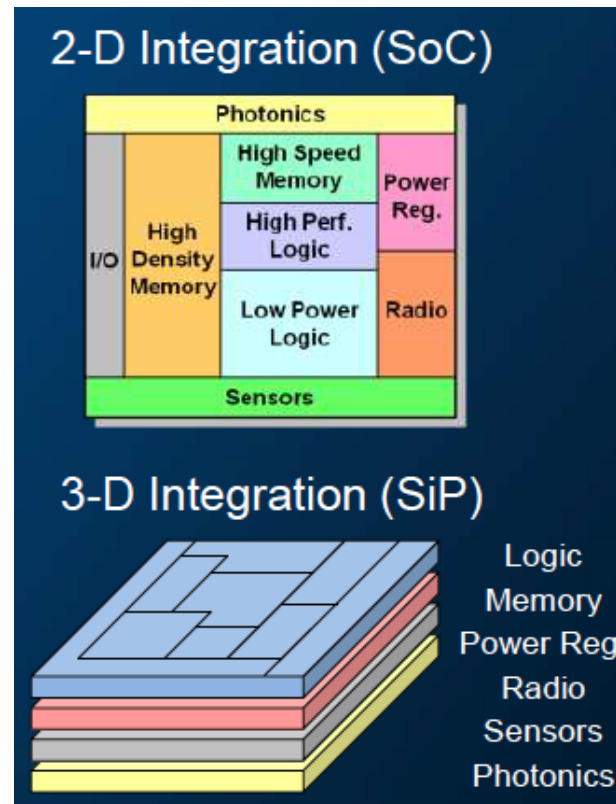 2-D Integration (SoC)
Photonics
I/O
High
Density
Memory
High Speed
Memory
High Perf.
Logic
Low Power
Logic
Power
Reg.
Radio
Sensors
3-D Integration (SiP)
Logic
Memory
Power Reg
Radio
Sensors
Photonics